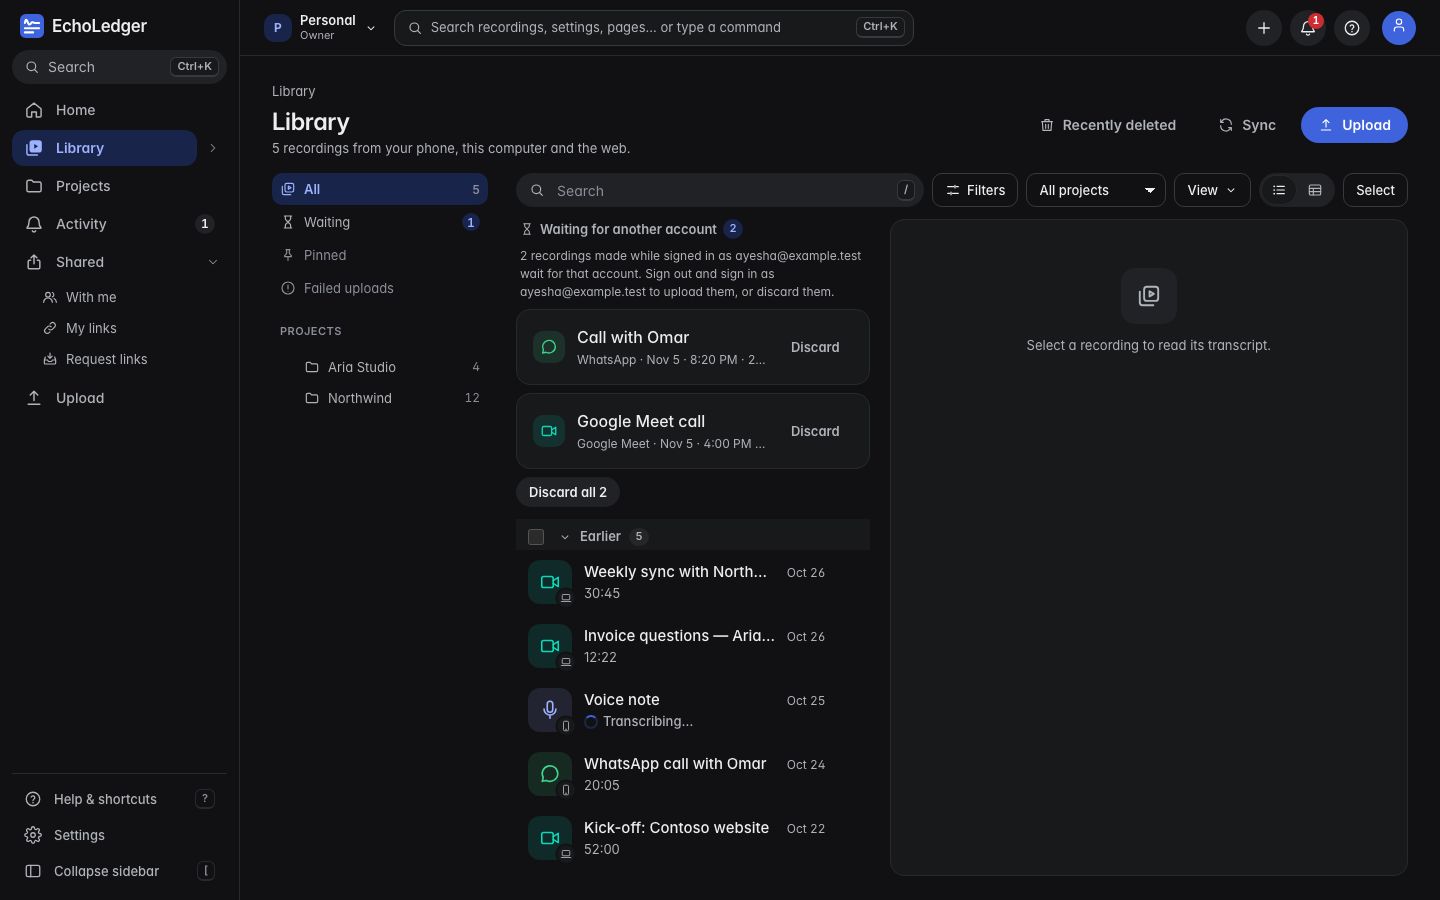 EchoLedger
Search
Ctrl+K
Home
Library
Projects
Activity
1
Shared
With me
My links
Request links
Upload
Help & shortcuts
?
Settings
Collapse sidebar
[
P
Personal
Owner
Search recordings, settings, pages... or type a command
Ctrl+K
1
Library
Library
5 recordings from your phone, this computer and the web.
Recently deleted
Sync
Upload
All
5
Waiting
1
Pinned
Failed uploads
PROJECTS
Aria Studio
4
Northwind
12
Search
/
Filters
All projects
View
Select
Waiting for another account
2
2 recordings made while signed in as ayesha@example.test
wait for that account. Sign out and sign in as
ayesha@example.test to upload them, or discard them.
Call with Omar
WhatsApp · Nov 5 · 8:20 PM · 2...
Discard
Google Meet call
Google Meet · Nov 5 · 4:00 PM ...
Discard
Discard all 2
Earlier
5
Weekly sync with North...
Oct 26
30:45
Invoice questions — Aria...
Oct 26
12:22
Voice note
Oct 25
Transcribing...
WhatsApp call with Omar
Oct 24
20:05
Kick-off: Contoso website
Oct 22
52:00
Select a recording to read its transcript.